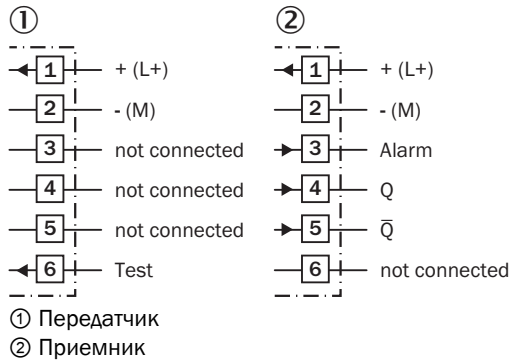 ①
1 + (L+)
2 - (M)
3 not connected
4 not connected
5 not connected
6 Test
②
1 + (L+)
2 - (M)
3 Alarm
4 Q
5 Q̅
6 not connected
① Передатчик
② Приемник